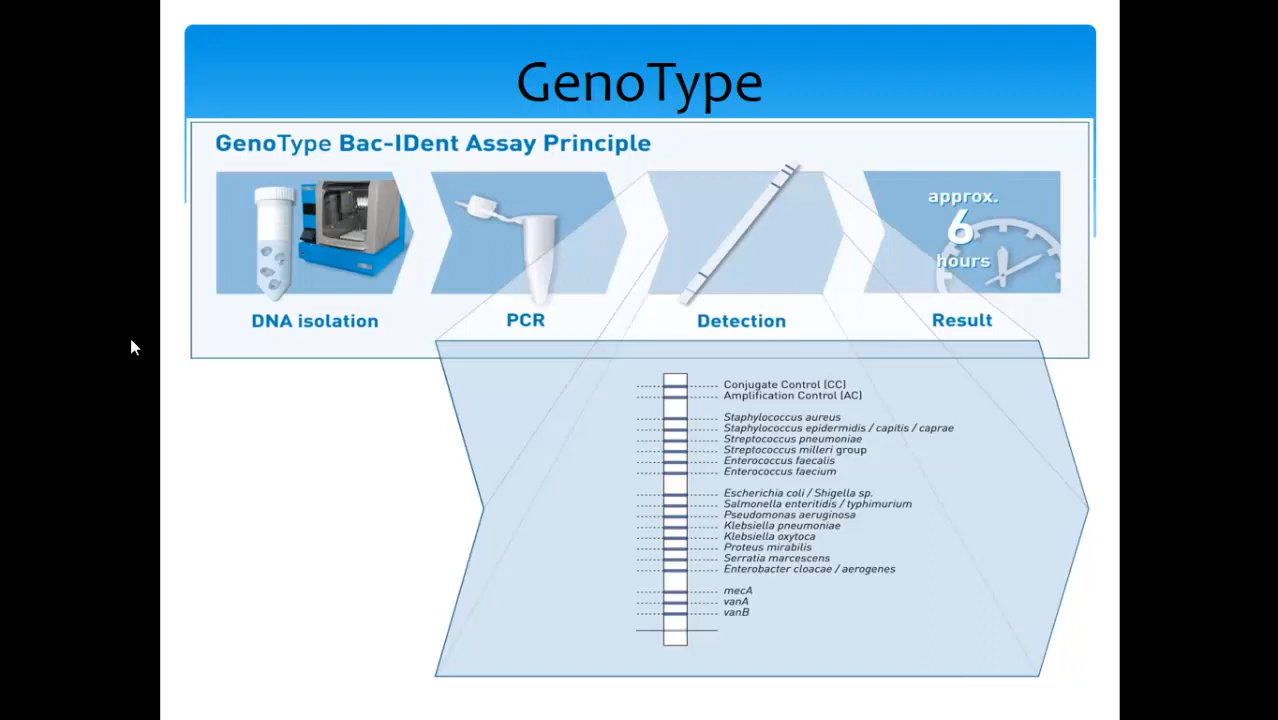 GenoType
GenoType Bac-IDent Assay Principle
approx.
6
hours
DNA isolation
PCR
Detection
Result
Conjugate Control (CC)
Amplification Control (AC)
Staphylococcus aureus
Staphylococcus epidermidis / capitis / caprae
Streptococcus pneumoniae
Streptococcus milleri group
Enterococcus faecalis
Enterococcus faecium
Escherichia coli / Shigella sp.
Salmonella enteritidis / typhimurium
Pseudomonas aeruginosa
Klebsiella pneumoniae
Klebsiella oxytoca
Proteus mirabilis
Serratia marcescens
Enterobacter cloacae / aerogenes
mecA
vanA
vanB